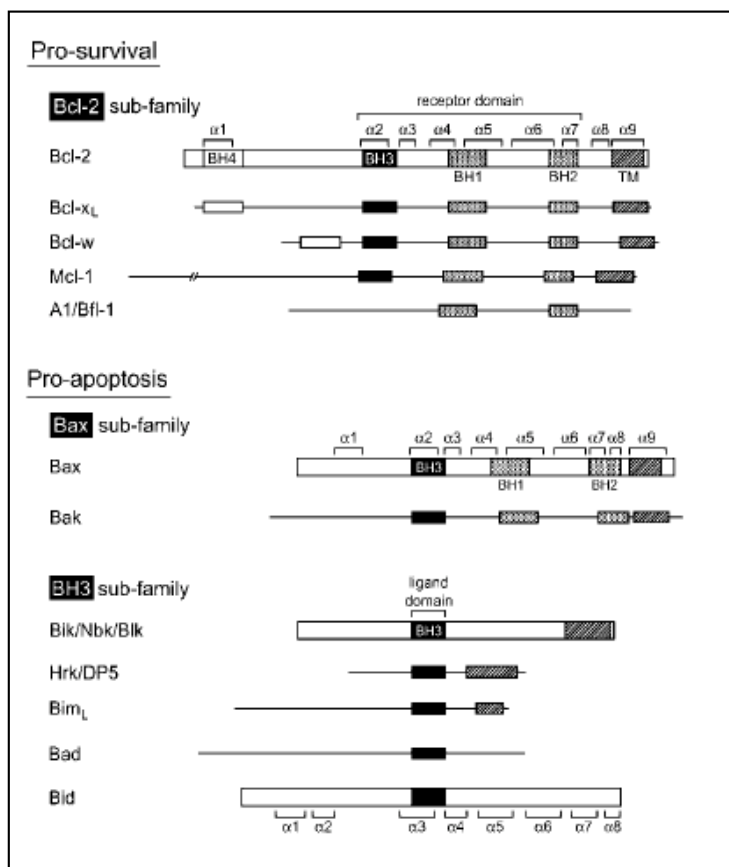 Pro-survival
Bcl-2 sub-family
receptor domain
α1 α2 α3 α4 α5 α6 α7 α8 α9
Bcl-2 BH4 BH3
BH1 BH2 TM
Bcl-xL
Bcl-w
Mcl-1
A1/Bfl-1
Pro-apoptosis
Bax sub-family
α1 α2 α3 α4 α5 α6 α7 α8 α9
Bax BH3
BH1 BH2
Bak
BH3 sub-family
ligand
domain
Bik/Nbk/Blk BH3
Hrk/DP5
BimL
Bad
Bid
α1 α2 α3 α4 α5 α6 α7 α8